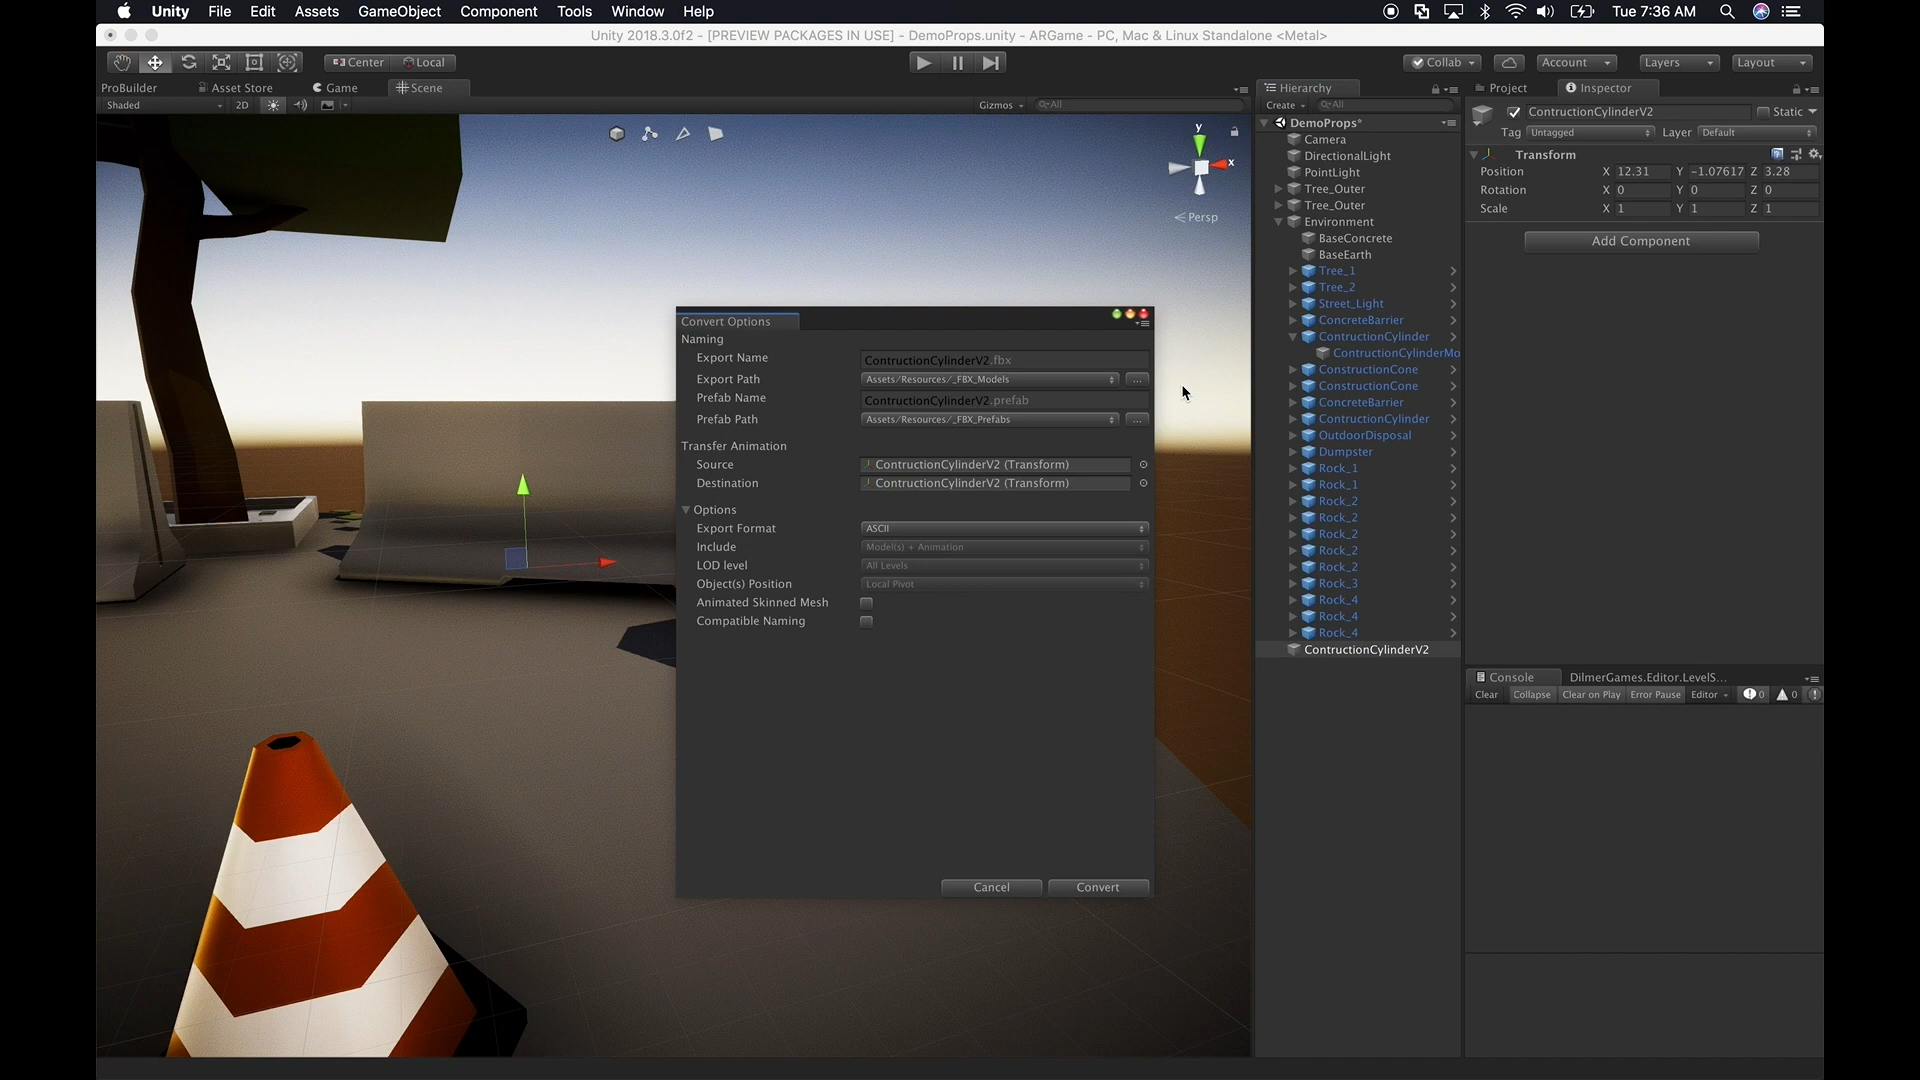 Unity File Edit Assets GameObject Component Tools Window Help Tue 7:36 AM
Unity 2018.3.0f2 - [PREVIEW PACKAGES IN USE] - DemoProps.unity - ARGame - PC, Mac & Linux Standalone <Metal>
Center Local Collab Account Layers Layout
ProBuilder Asset Store Game Scene
Shaded 2D Gizmos All
y
x
Persp
Convert Options
Naming
Export Name ContructionCylinderV2.fbx
Export Path Assets/Resources/_FBX_Models ...
Prefab Name ContructionCylinderV2.prefab
Prefab Path Assets/Resources/_FBX_Prefabs ...
Transfer Animation
Source ContructionCylinderV2 (Transform)
Destination ContructionCylinderV2 (Transform)
Options
Export Format ASCII
Include Model(s) + Animation
LOD level All Levels
Object(s) Position Local Pivot
Animated Skinned Mesh
Compatible Naming
Cancel Convert
Hierarchy
Create All
DemoProps*
Camera
DirectionalLight
PointLight
Tree_Outer
Tree_Outer
Environment
BaseConcrete
BaseEarth
Tree_1
Tree_2
Street_Light
ConcreteBarrier
ContructionCylinder
ContructionCylinderMo
ConstructionCone
ConstructionCone
ConcreteBarrier
ContructionCylinder
OutdoorDisposal
Dumpster
Rock_1
Rock_1
Rock_2
Rock_2
Rock_2
Rock_2
Rock_2
Rock_3
Rock_4
Rock_4
Rock_4
ContructionCylinderV2
Project Inspector
ContructionCylinderV2 Static
Tag Untagged Layer Default
Transform
Position X 12.31 Y -1.07617 Z 3.28
Rotation X 0 Y 0 Z 0
Scale X 1 Y 1 Z 1
Add Component
Console DilmerGames.Editor.LevelS...
Clear Collapse Clear on Play Error Pause Editor 0 0